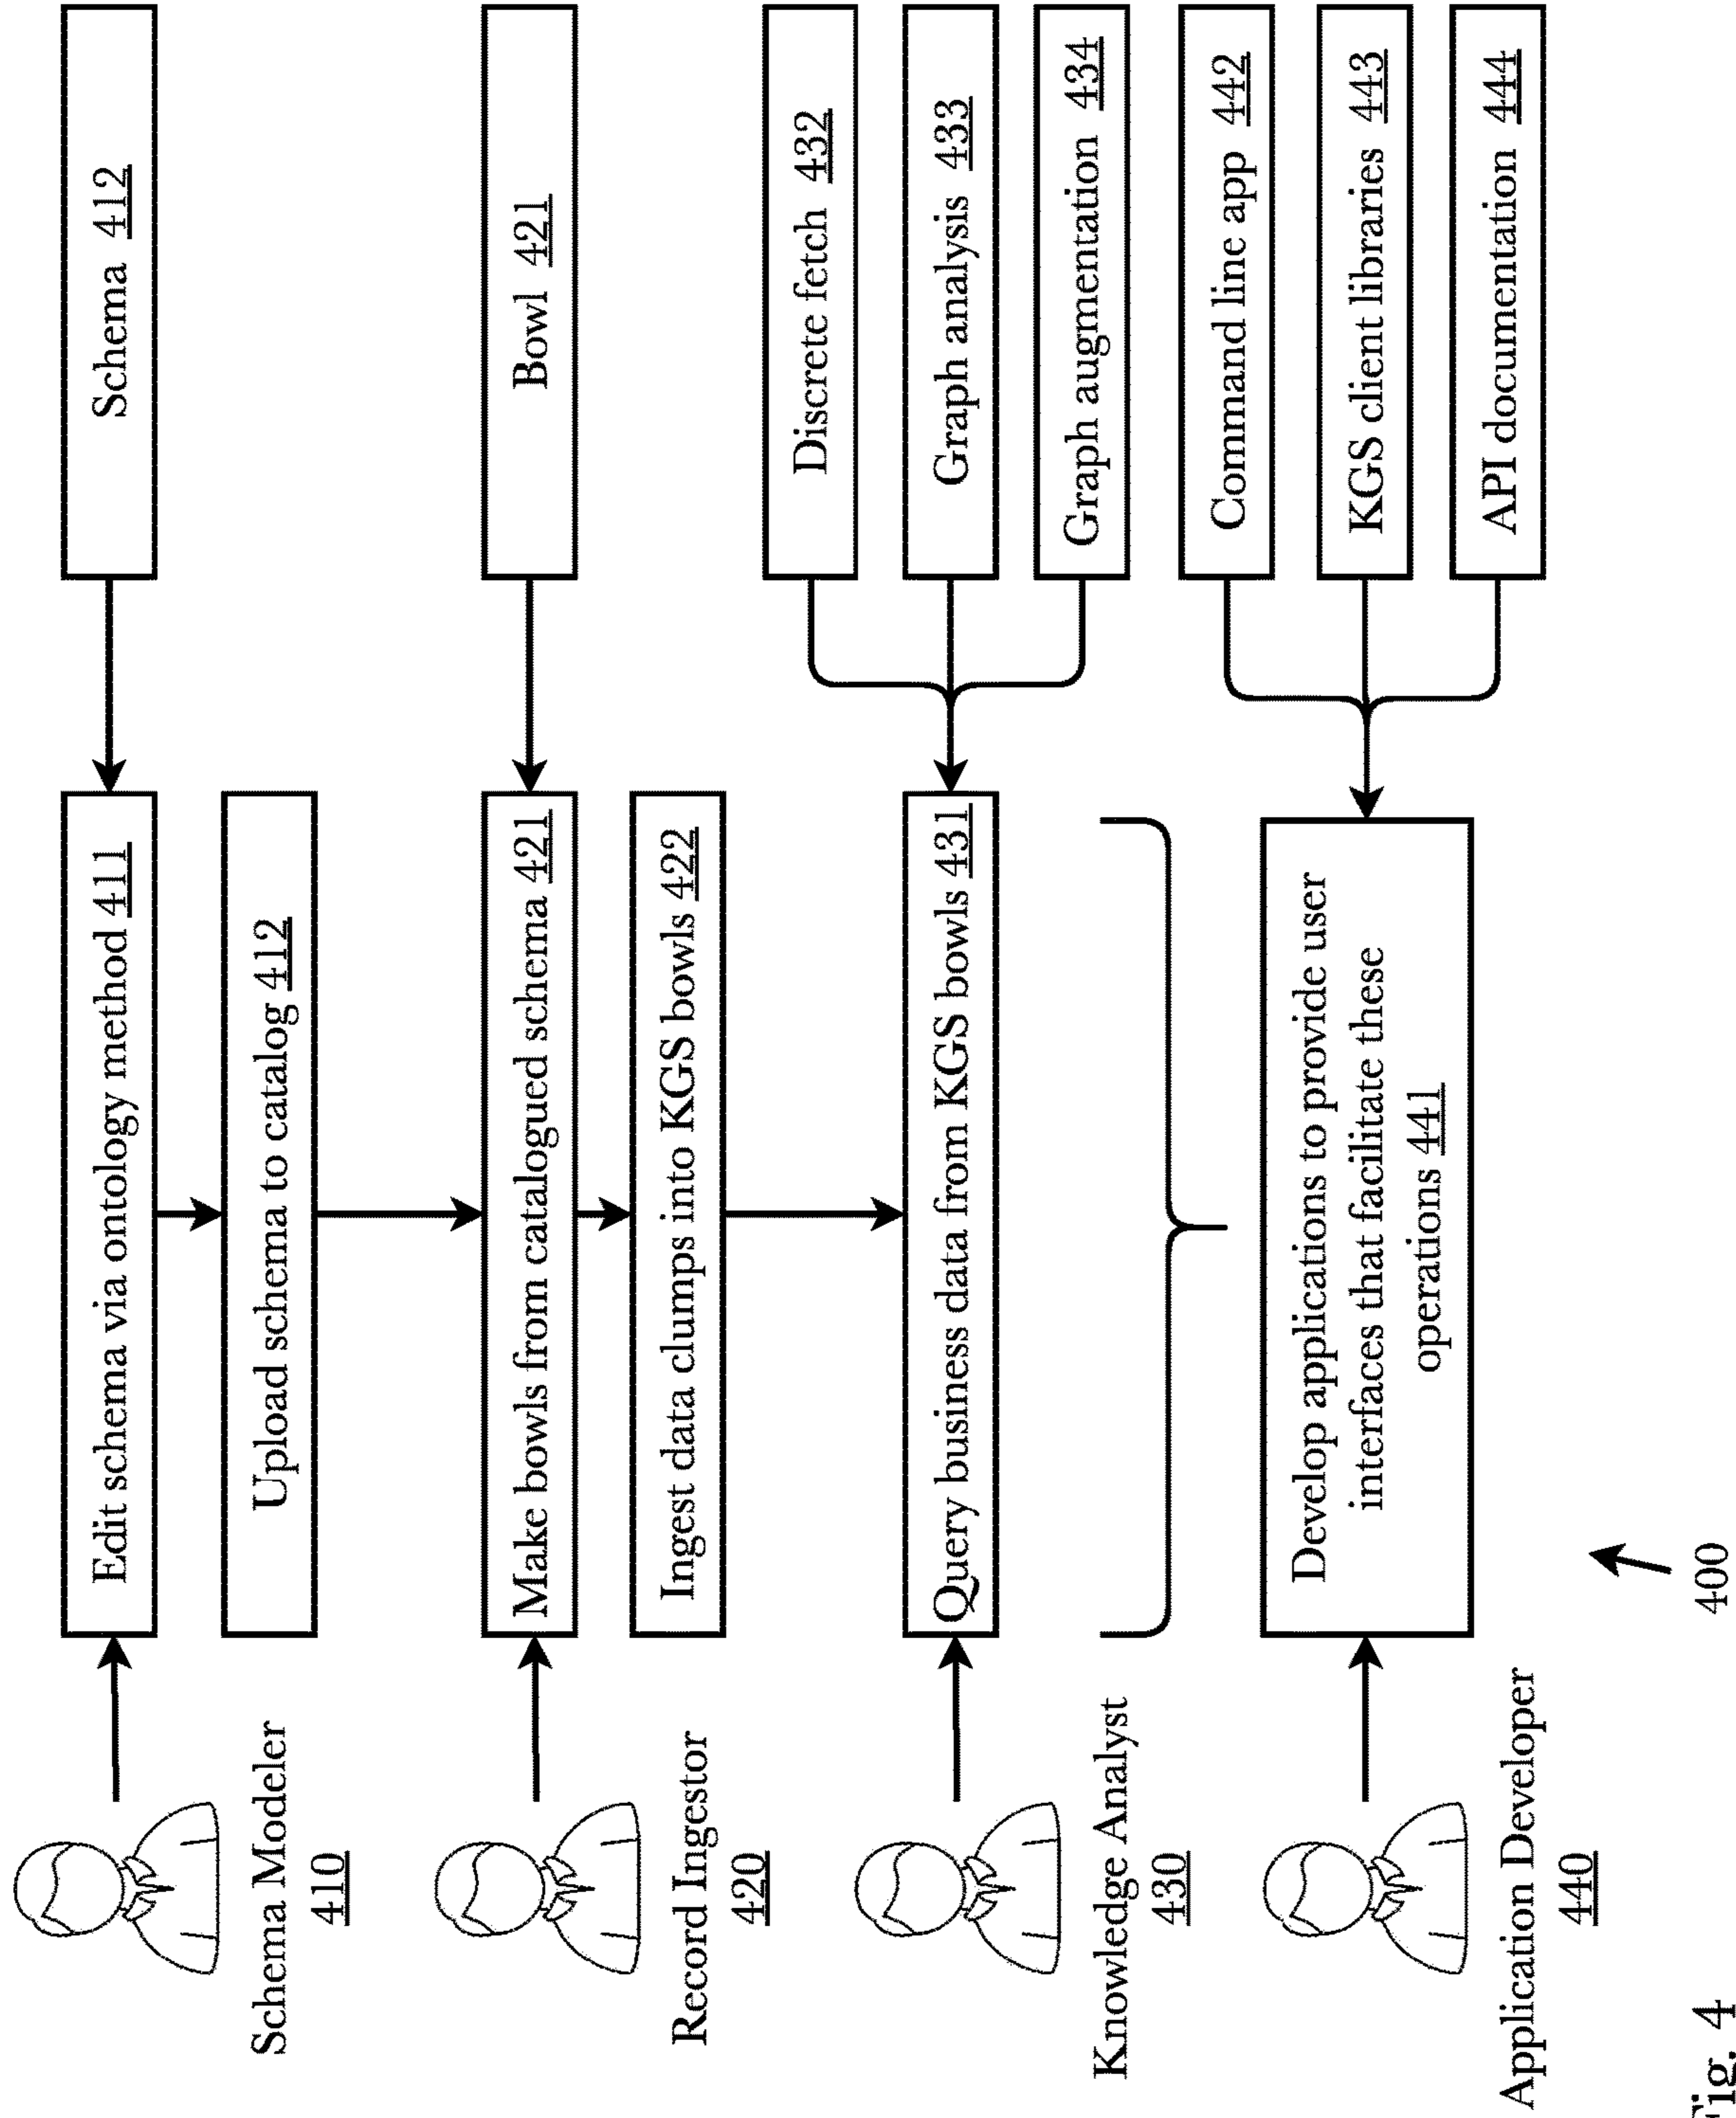 Schema Modeler
410
Edit schema via ontology method 411
Schema 412
Upload schema to catalog 412
Record Ingestor
420
Make bowls from catalogued schema 421
Bowl 421
Ingest data clumps into KGS bowls 422
Knowledge Analyst
430
Query business data from KGS bowls 431
Discrete fetch 432
Graph analysis 433
Graph augmentation 434
Application Developer
440
Develop applications to provide user
interfaces that facilitate these
operations 441
Command line app 442
KGS client libraries 443
API documentation 444
400
Fig. 4